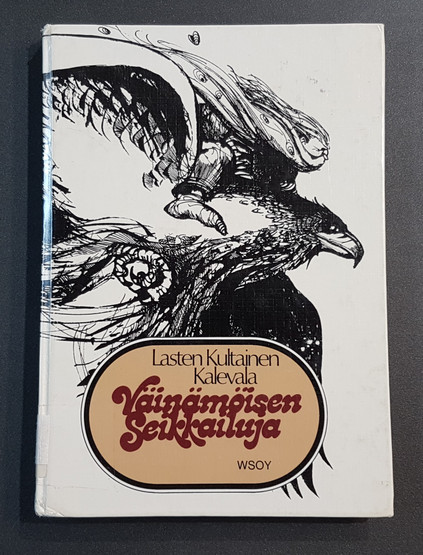 Lasten Kultainen
Kalevala
Väinämöisen
Seikkailuja
WSOY